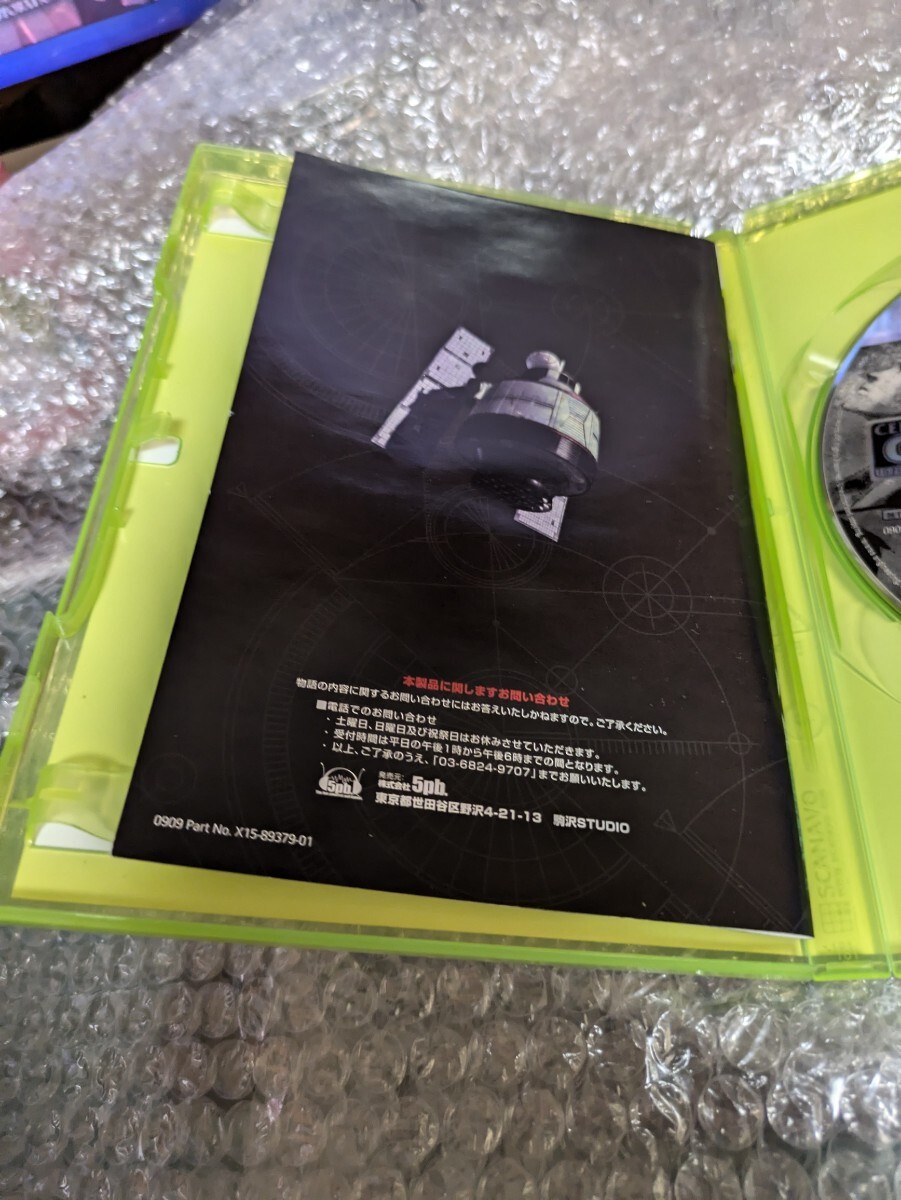 本製品に関しますお問い合わせ
物語の内容に関するお問い合わせにはお答えいたしかねますので、ご了承ください。
■電話でのお問い合わせ
・土曜日、日曜日及び祝祭日はお休みさせていただきます。
・受付時間は平日の午後1時から午後6時までの間となります。
・以上、ご了承のうえ、「03-6824-9707」までお願いいたします。
5pb.
発売元:
株式会社 5pb.
東京都世田谷区野沢4-21-13 駒沢STUDIO
0909 Part No. X15-89379-01
SCANAVO